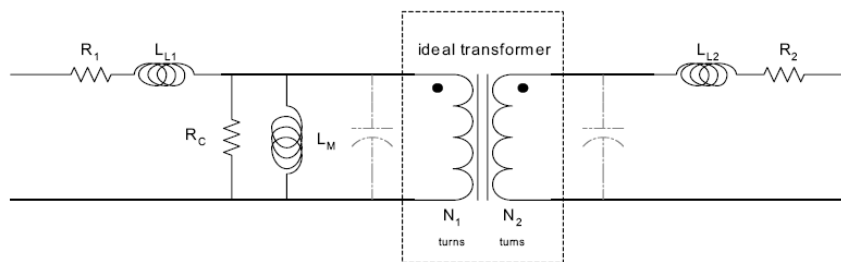 R1
LL1
ideal transformer
LL2
R2
RC
LM
N1
N2
turns
turns